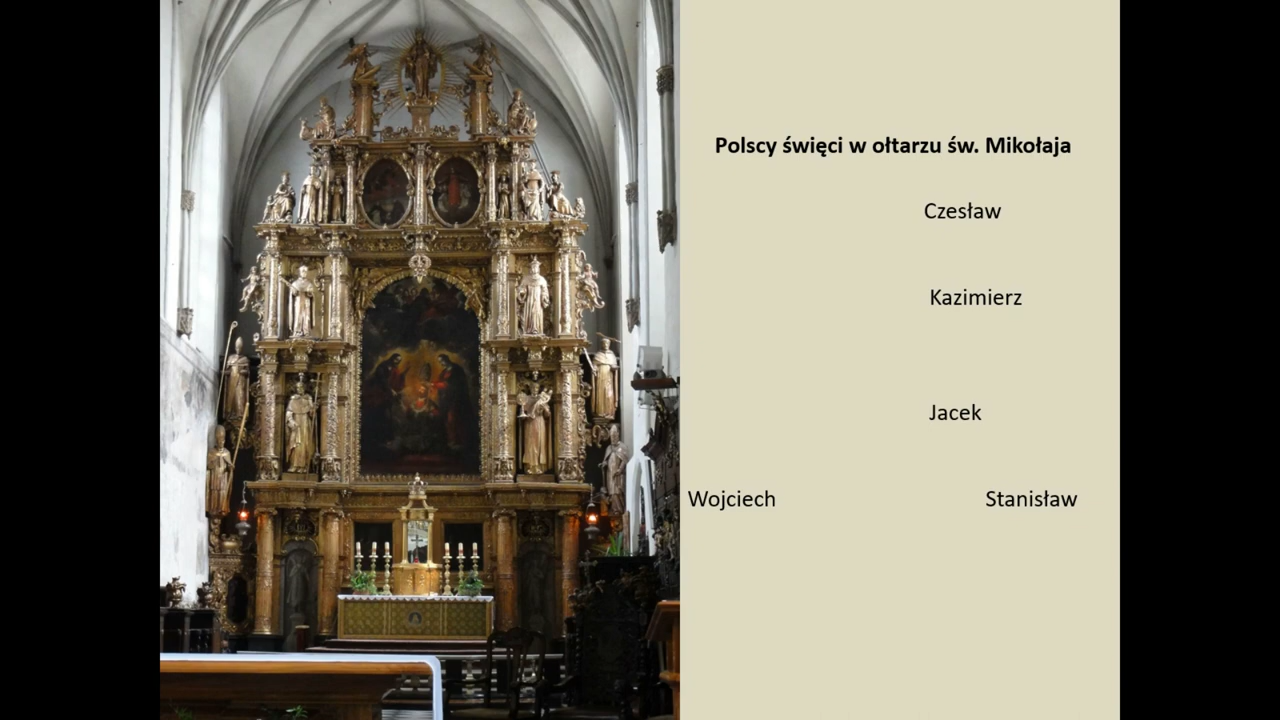 Polscy święci w ołtarzu św. Mikołaja
Czesław
Kazimierz
Jacek
Wojciech Stanisław